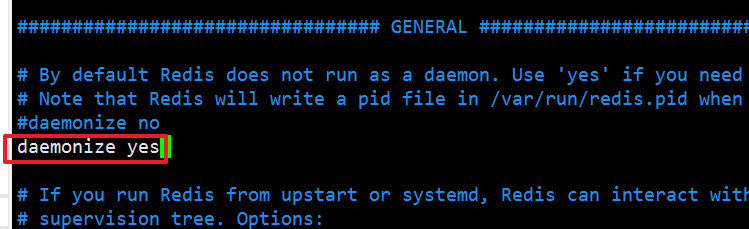 ################################ GENERAL ##########################
# By default Redis does not run as a daemon. Use 'yes' if you need
# Note that Redis will write a pid file in /var/run/redis.pid when
#daemonize no
daemonize yes
# If you run Redis from upstart or systemd, Redis can interact with
# supervision tree. Options: